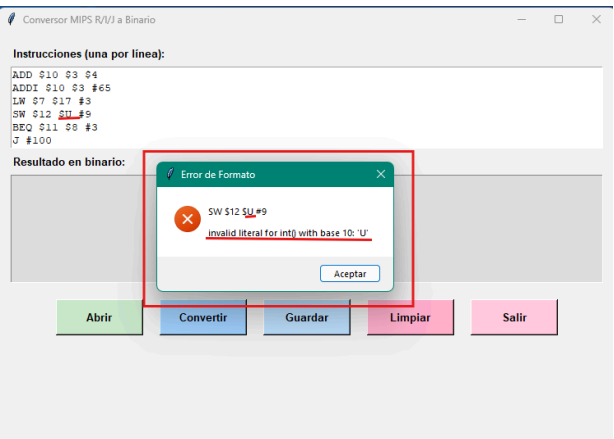 Conversor MIPS R/I/J a Binario
Instrucciones (una por línea):
ADD $10 $3 $4
ADDI $10 $3 #65
LW $7 $17 #3
SW $12 $U #9
BEQ $11 $8 #3
J #100
Resultado en binario:
Error de Formato
SW $12 $U #9
invalid literal for int() with base 10: 'U'
Aceptar
Abrir Convertir Guardar Limpiar Salir